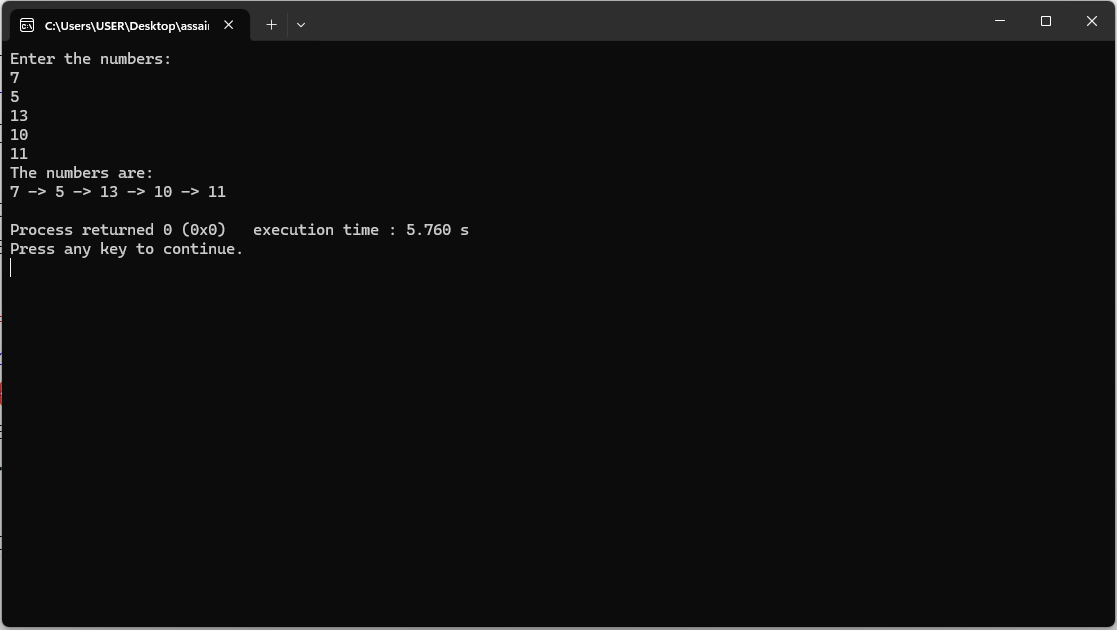 C:\Users\USER\Desktop\assai
Enter the numbers:
7
5
13
10
11
The numbers are:
7 -> 5 -> 13 -> 10 -> 11
Process returned 0 (0x0)   execution time : 5.760 s
Press any key to continue.